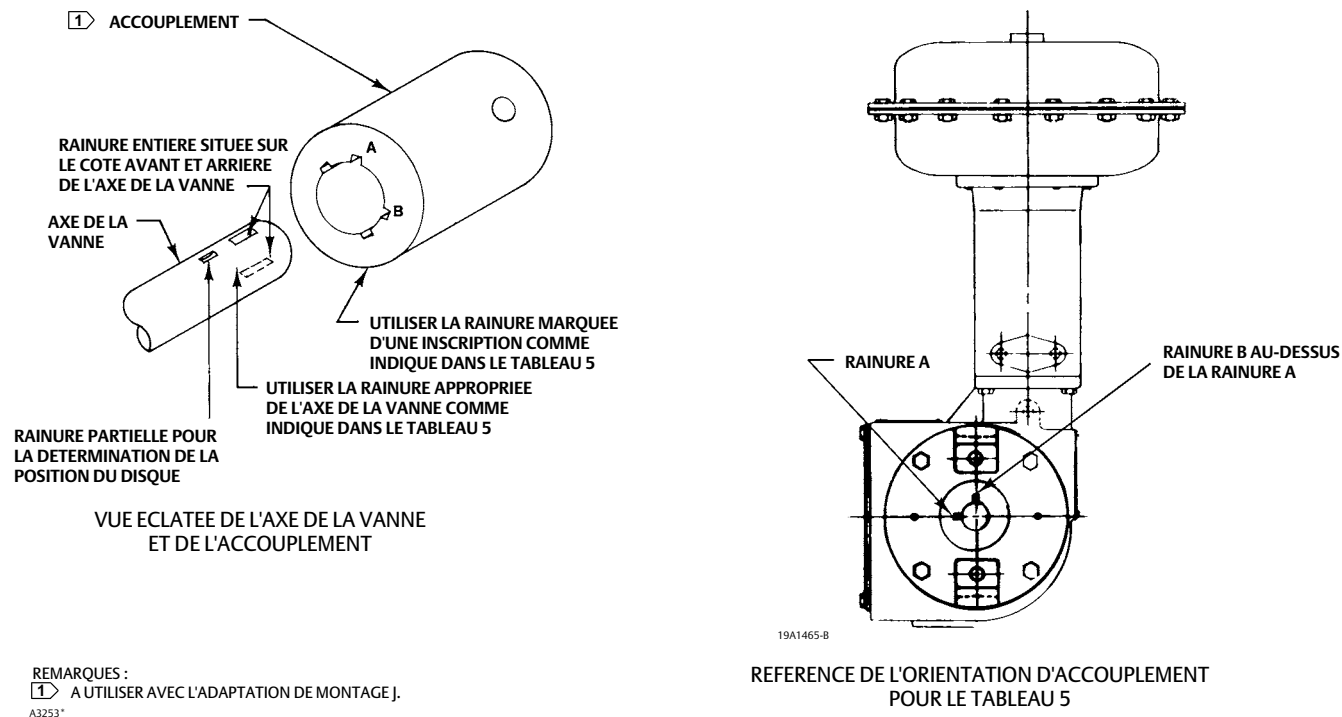 1 ACCOUPLEMENT
RAINURE ENTIERE SITUEE SUR
LE COTE AVANT ET ARRIERE
DE L'AXE DE LA VANNE
AXE DE LA
VANNE
A
B
UTILISER LA RAINURE MARQUEE
D'UNE INSCRIPTION COMME
INDIQUE DANS LE TABLEAU 5
UTILISER LA RAINURE APPROPRIEE
DE L'AXE DE LA VANNE COMME
INDIQUE DANS LE TABLEAU 5
RAINURE PARTIELLE POUR
LA DETERMINATION DE LA
POSITION DU DISQUE
VUE ECLATEE DE L'AXE DE LA VANNE
ET DE L'ACCOUPLEMENT
REMARQUES :
1 A UTILISER AVEC L'ADAPTATION DE MONTAGE J.
A3253*
RAINURE A
RAINURE B AU-DESSUS
DE LA RAINURE A
19A1465-B
REFERENCE DE L'ORIENTATION D'ACCOUPLEMENT
POUR LE TABLEAU 5